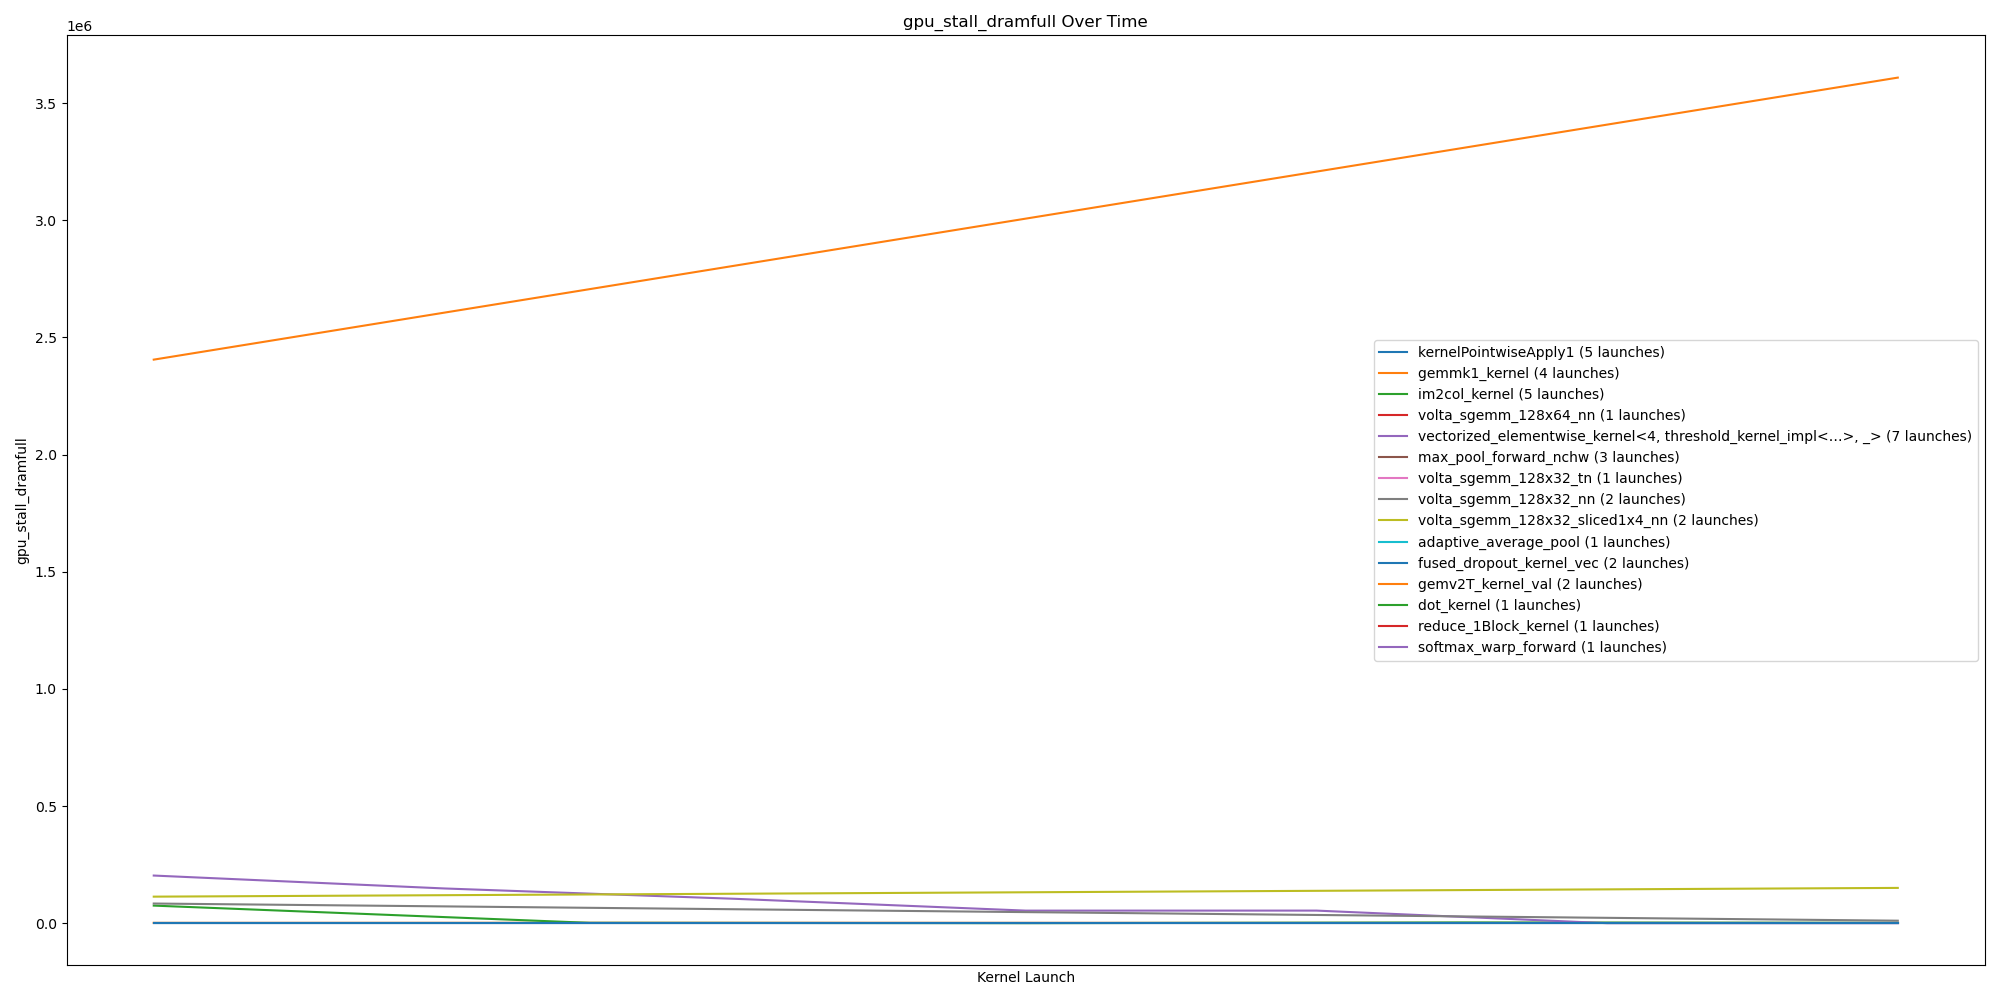 gpu_stall_dramfull Over Time
1e6
3.5
3.0
2.5
2.0
1.5
1.0
0.5
0.0
gpu_stall_dramfull
Kernel Launch
kernelPointwiseApply1 (5 launches)
gemmk1_kernel (4 launches)
im2col_kernel (5 launches)
volta_sgemm_128x64_nn (1 launches)
vectorized_elementwise_kernel<4, threshold_kernel_impl<...>, _> (7 launches)
max_pool_forward_nchw (3 launches)
volta_sgemm_128x32_tn (1 launches)
volta_sgemm_128x32_nn (2 launches)
volta_sgemm_128x32_sliced1x4_nn (2 launches)
adaptive_average_pool (1 launches)
fused_dropout_kernel_vec (2 launches)
gemv2T_kernel_val (2 launches)
dot_kernel (1 launches)
reduce_1Block_kernel (1 launches)
softmax_warp_forward (1 launches)